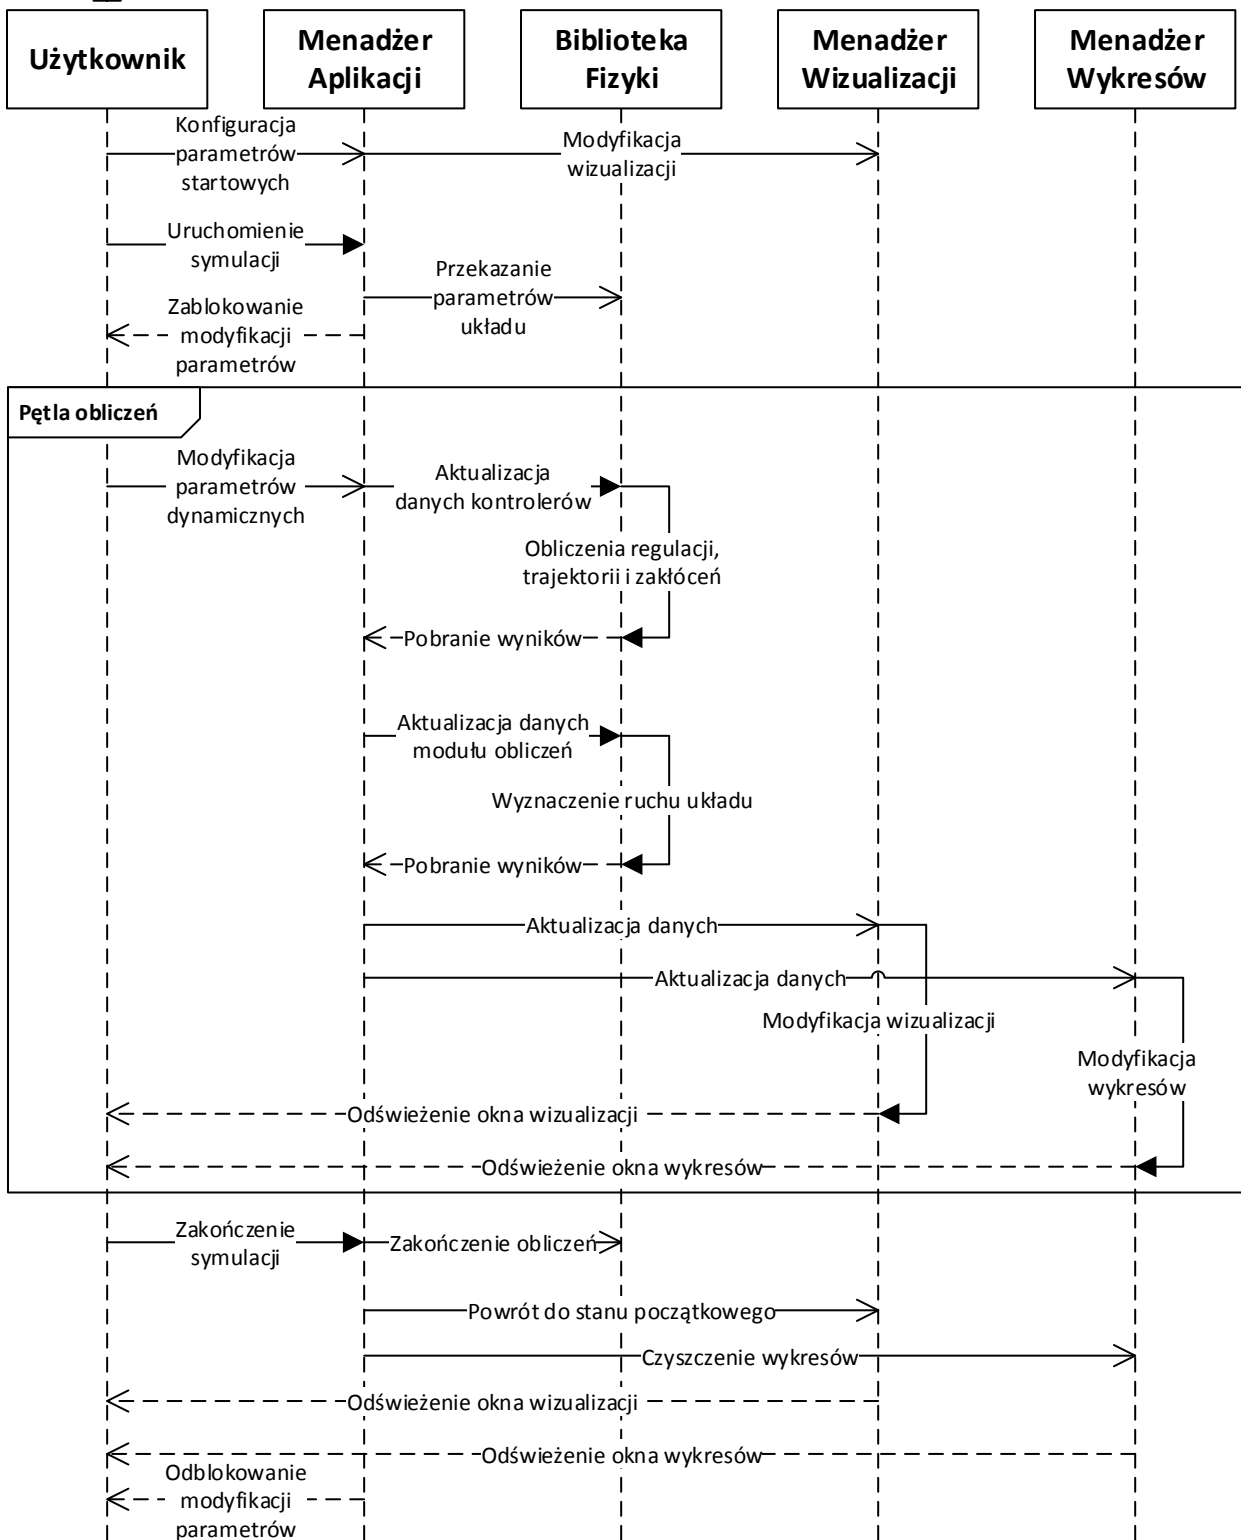 Użytkownik
Menadżer
Aplikacji
Biblioteka
Fizyki
Menadżer
Wizualizacji
Menadżer
Wykresów
Konfiguracja
parametrów
startowych
Modyfikacja
wizualizacji
Uruchomienie
symulacji
Przekazanie
parametrów
układu
Zablokowanie
modyfikacji
parametrów
Pętla obliczeń
Modyfikacja
parametrów
dynamicznych
Aktualizacja
danych kontrolerów
Obliczenia regulacji,
trajektorii i zakłóceń
Pobranie wyników
Aktualizacja danych
modułu obliczeń
Wyznaczenie ruchu układu
Pobranie wyników
Aktualizacja danych
Aktualizacja danych
Modyfikacja wizualizacji
Modyfikacja
wykresów
Odświeżenie okna wizualizacji
Odświeżenie okna wykresów
Zakończenie
symulacji
Zakończenie obliczeń
Powrót do stanu początkowego
Czyszczenie wykresów
Odświeżenie okna wizualizacji
Odświeżenie okna wykresów
Odblokowanie
modyfikacji
parametrów